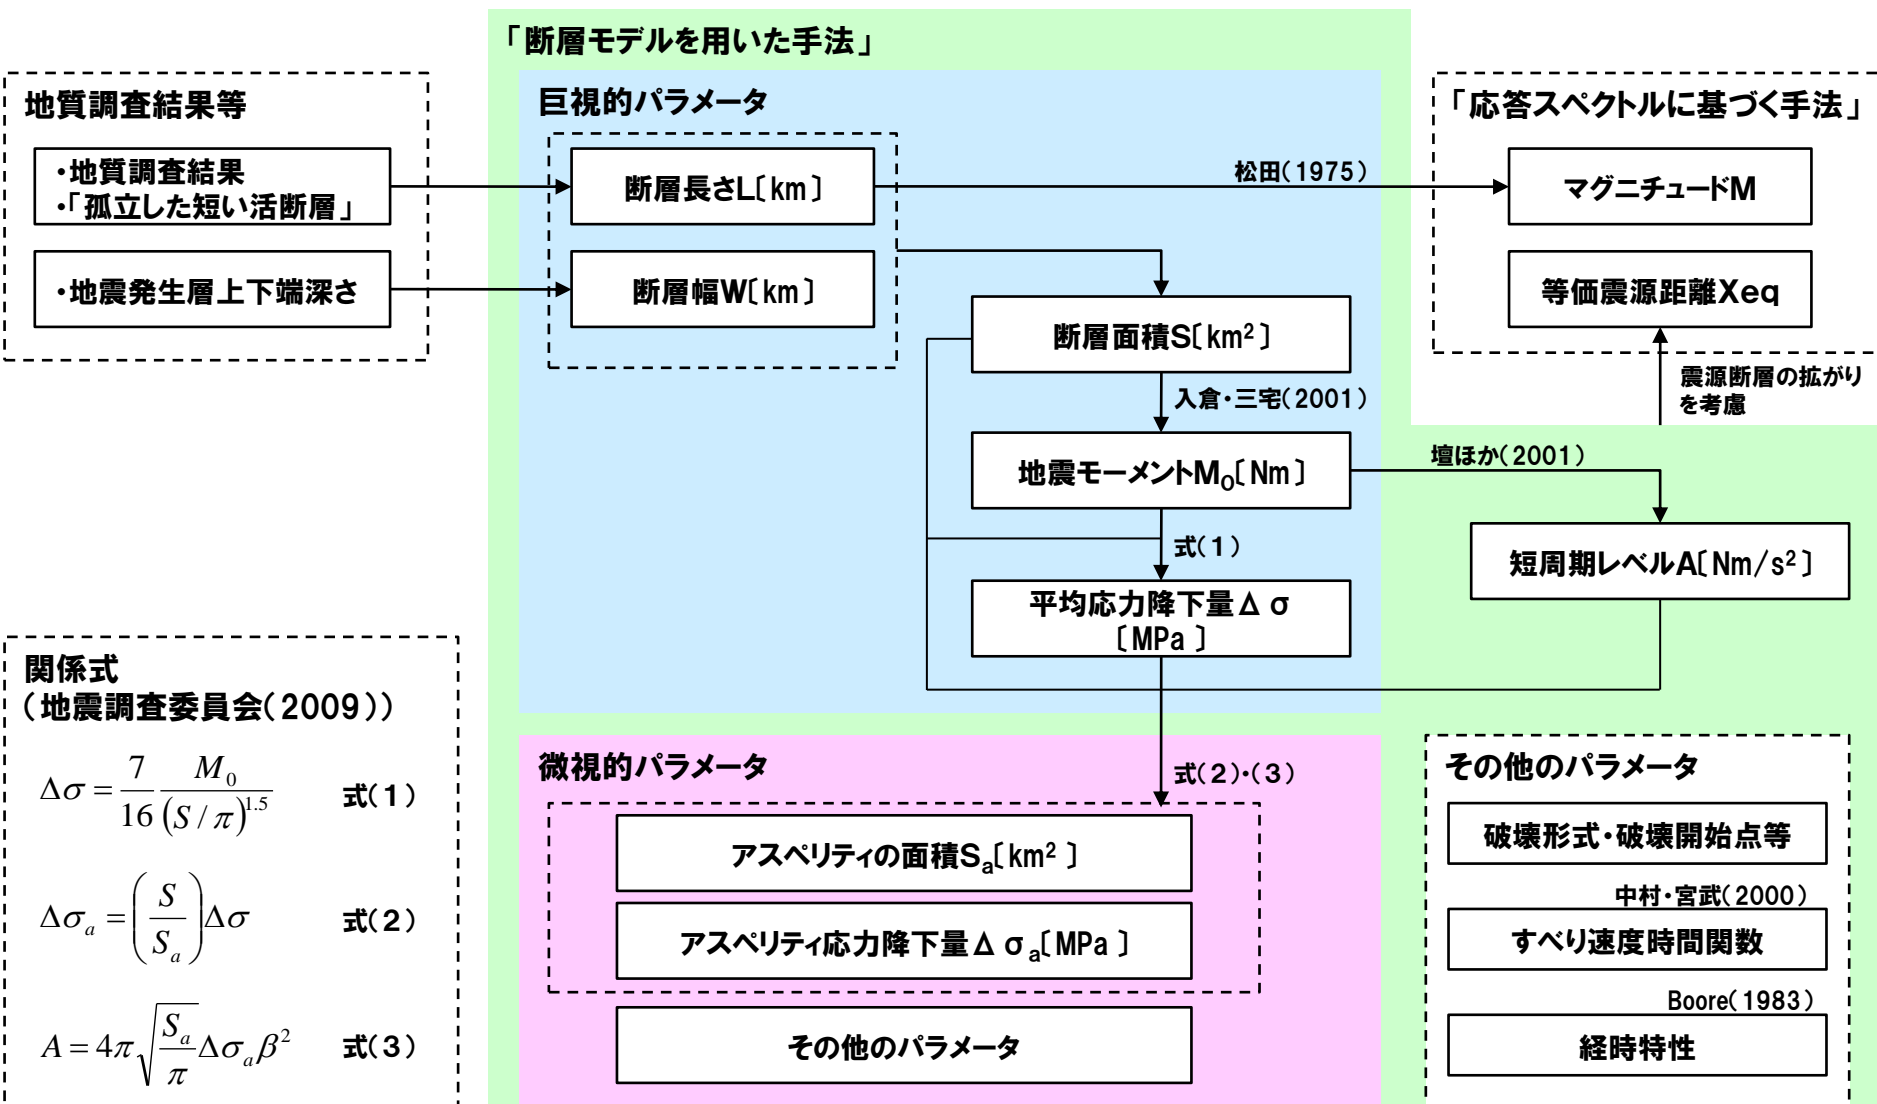 「断層モデルを用いた手法」
地質調査結果等
・地質調査結果
・「孤立した短い活断層」
・地震発生層上下端深さ
巨視的パラメータ
断層長さL〔km〕
断層幅W〔km〕
松田(1975)
「応答スペクトルに基づく手法」
マグニチュードM
等価震源距離Xeq
震源断層の拡がり
を考慮
断層面積S〔km²〕
入倉・三宅(2001)
地震モーメントM₀〔Nm〕
壇ほか(2001)
短周期レベルA〔Nm/s²〕
式(1)
平均応力降下量Δσ
〔MPa〕
関係式
(地震調査委員会(2009))
Δσ = 7/16 M₀/(S/π)^1.5 式(1)
Δσ_a = (S/S_a)Δσ 式(2)
A = 4π√(S_a/π)Δσ_aβ² 式(3)
微視的パラメータ
式(2)・(3)
アスペリティの面積Sₐ〔km²〕
アスペリティ応力降下量Δσₐ〔MPa〕
その他のパラメータ
その他のパラメータ
破壊形式・破壊開始点等
中村・宮武(2000)
すべり速度時間関数
Boore(1983)
経時特性